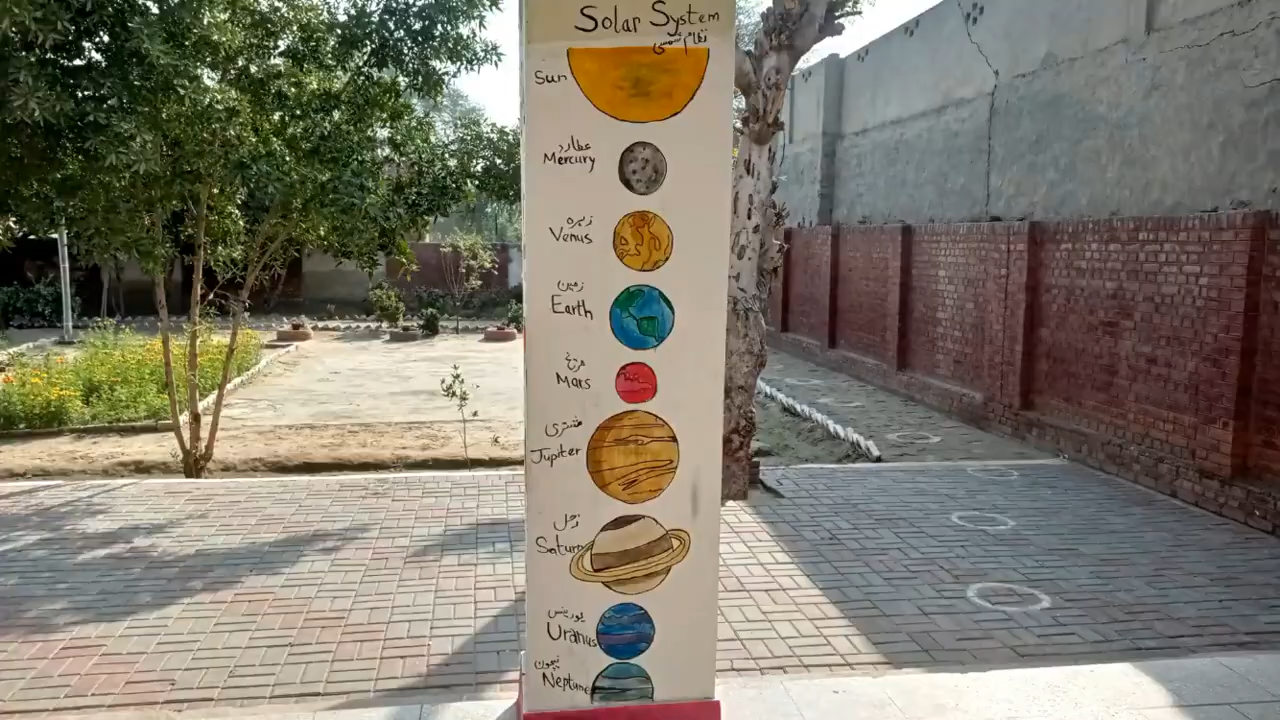 Solar System
نظام شمسی
Sun
عطارد
Mercury
زہرہ
Venus
زمین
Earth
مریخ
Mars
مشتری
Jupiter
زحل
Saturn
یورینس
Uranus
نیپچون
Neptune